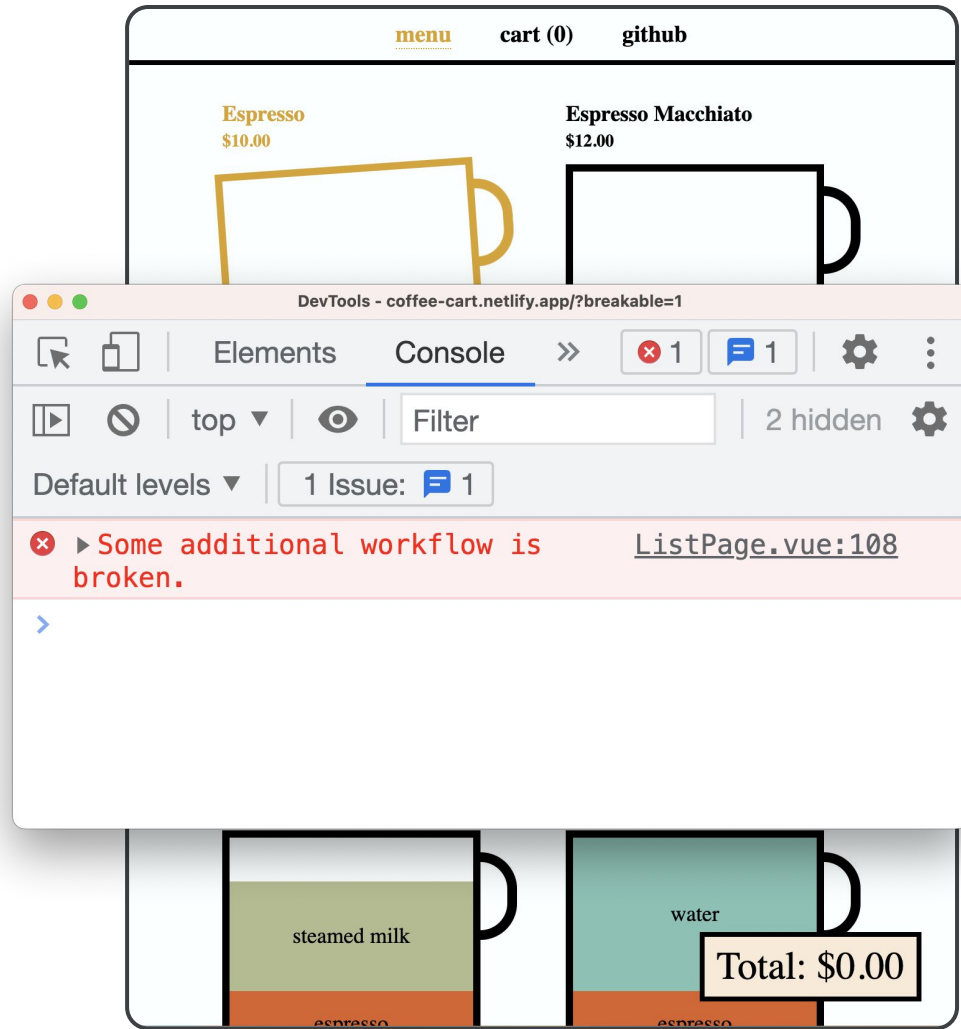 menu cart (0) github
Espresso Espresso Macchiato
$10.00 $12.00
DevTools - coffee-cart.netlify.app/?breakable=1
Elements Console 1 1
top Filter 2 hidden
Default levels 1 Issue: 1
Some additional workflow is ListPage.vue:108
broken.
water
steamed milk
Total: $0.00
espresso espresso